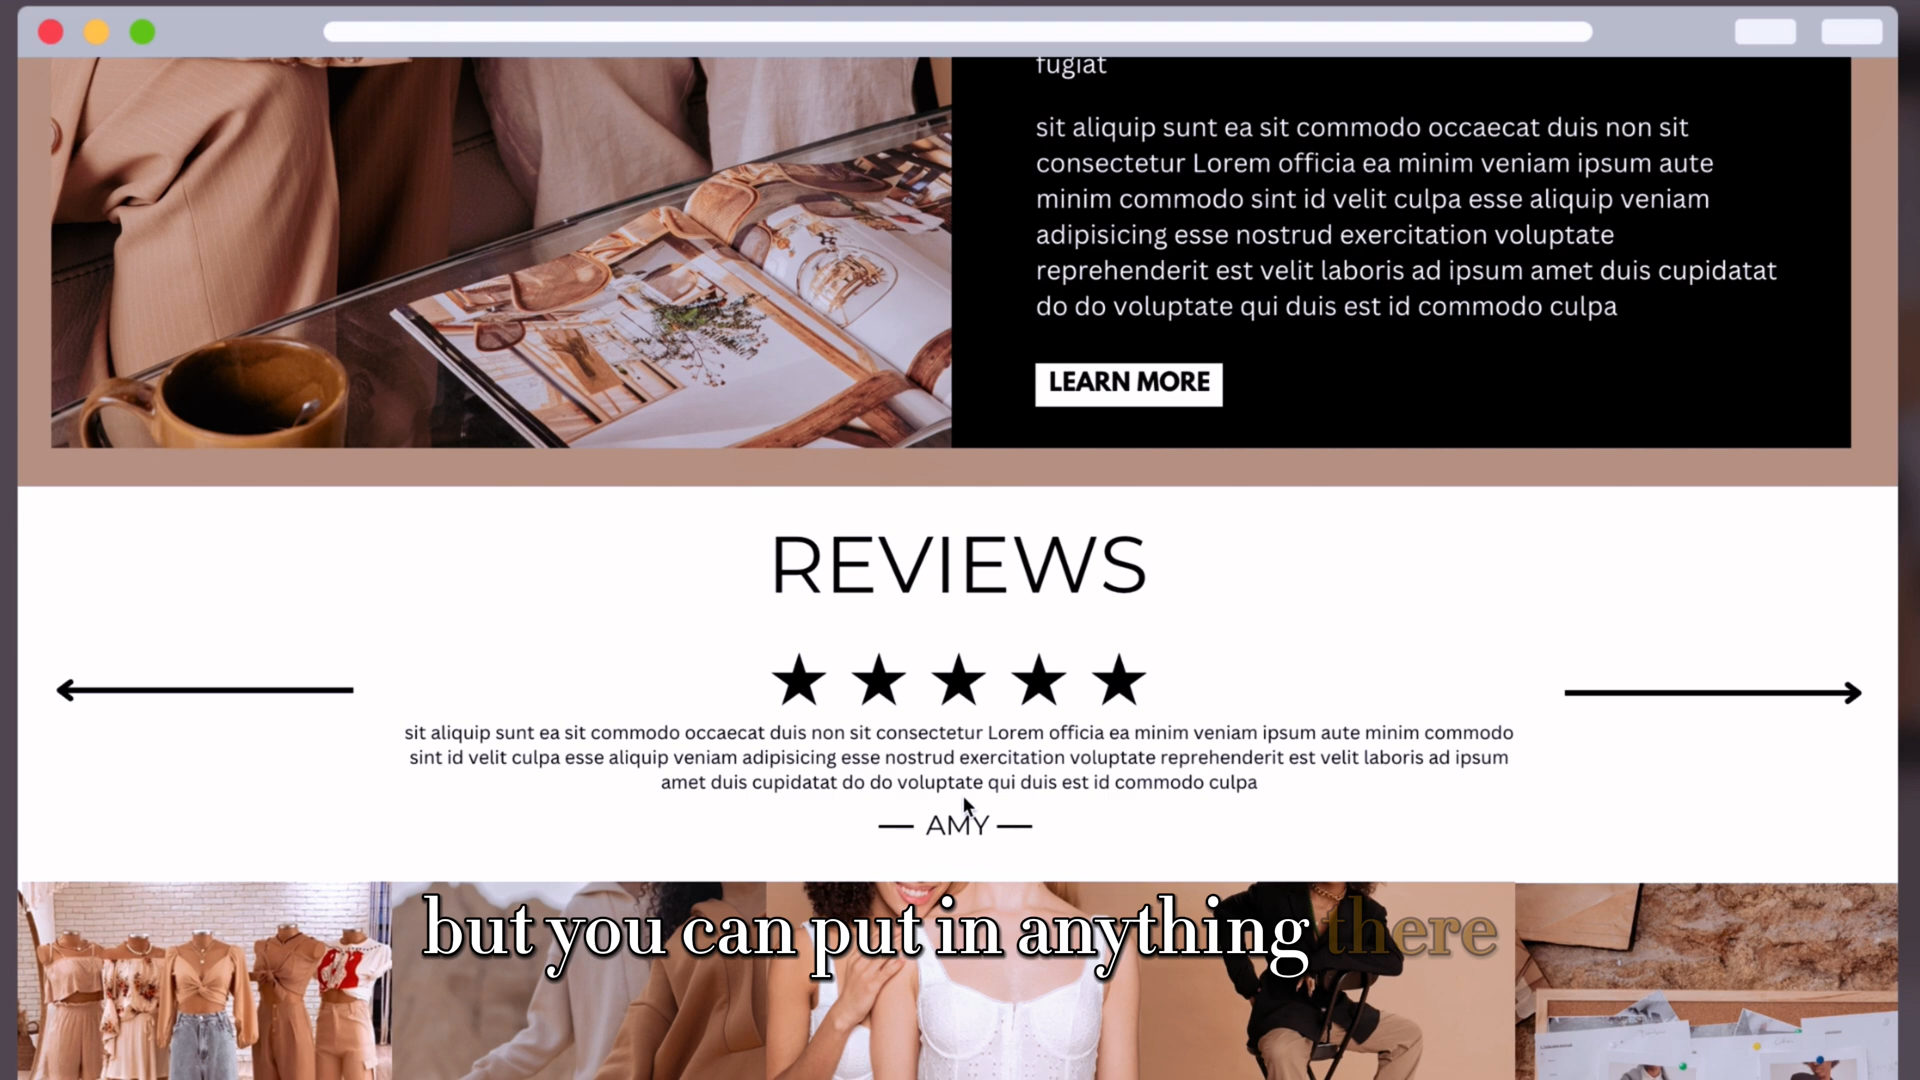 fugiat
sit aliquip sunt ea sit commodo occaecat duis non sit
consectetur Lorem officia ea minim veniam ipsum aute
minim commodo sint id velit culpa esse aliquip veniam
adipisicing esse nostrud exercitation voluptate
reprehenderit est velit laboris ad ipsum amet duis cupidatat
do do voluptate qui duis est id commodo culpa
LEARN MORE
REVIEWS
sit aliquip sunt ea sit commodo occaecat duis non sit consectetur Lorem officia ea minim veniam ipsum aute minim commodo
sint id velit culpa esse aliquip veniam adipisicing esse nostrud exercitation voluptate reprehenderit est velit laboris ad ipsum
amet duis cupidatat do do voluptate qui duis est id commodo culpa
— AMY —
but you can put in anything there